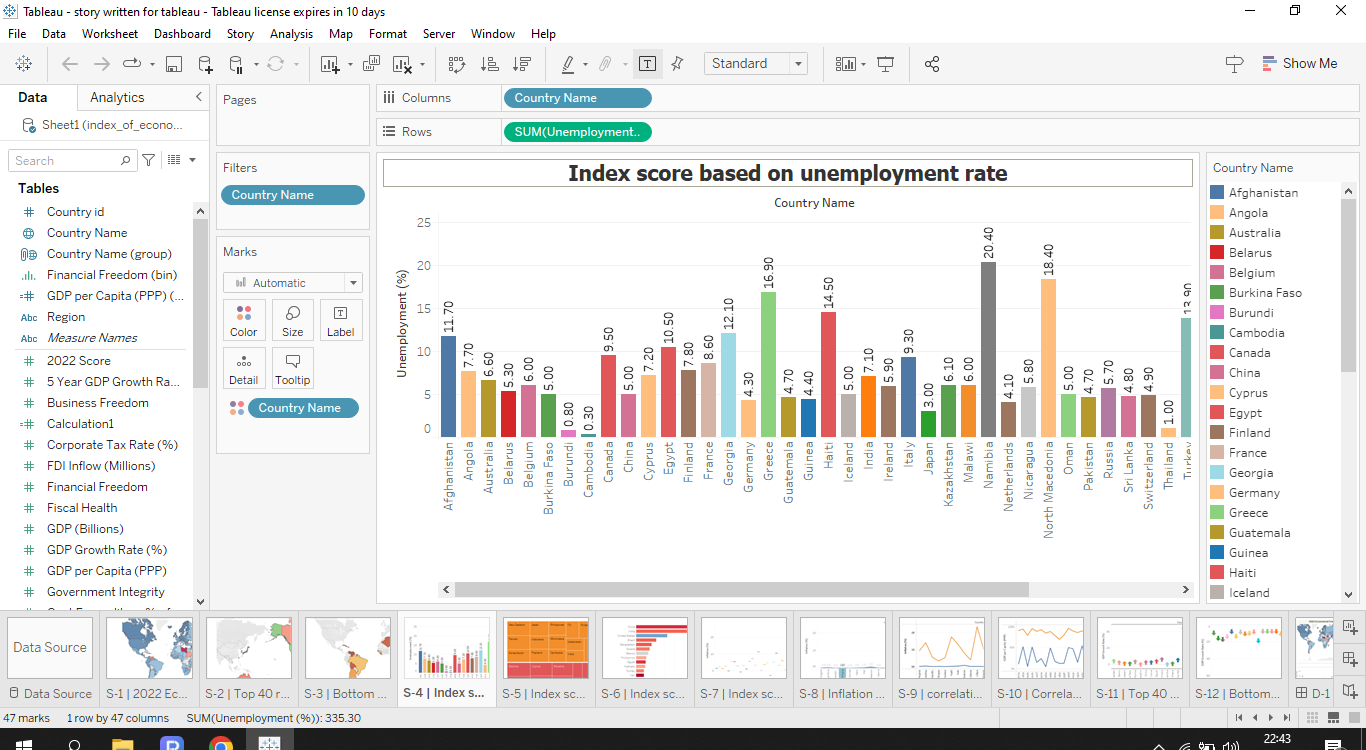 Tableau - story written for tableau - Tableau license expires in 10 days
File Data Worksheet Dashboard Story Analysis Map Format Server Window Help
Standard
Show Me
Data Analytics
Sheet1 (index_of_econo...
Search
Tables
Country id
Country Name
Country Name (group)
Financial Freedom (bin)
GDP per Capita (PPP) (...
Abc Region
Abc Measure Names
2022 Score
5 Year GDP Growth Ra...
Business Freedom
Calculation1
Corporate Tax Rate (%)
FDI Inflow (Millions)
Financial Freedom
Fiscal Health
GDP (Billions)
GDP Growth Rate (%)
GDP per Capita (PPP)
Government Integrity
Pages
Filters
Country Name
Marks
Automatic
Color Size Label
Detail Tooltip
Country Name
Columns Country Name
Rows SUM(Unemployment..
Index score based on unemployment rate
Country Name
Unemployment (%)
25
20
15
10
5
0
11.70
7.70
6.60
5.30
6.00
5.00
0.80
0.30
9.50
5.00
7.20
10.50
7.80
8.60
12.10
4.30
16.90
4.70
4.40
14.50
5.00
7.10
5.90
9.30
3.00
6.10
6.00
20.40
4.10
5.80
18.40
5.00
4.70
5.70
4.80
4.90
1.00
13.90
Afghanistan
Angola
Australia
Belarus
Belgium
Burkina Faso
Burundi
Cambodia
Canada
China
Cyprus
Egypt
Finland
France
Georgia
Germany
Greece
Guatemala
Guinea
Haiti
Iceland
India
Ireland
Italy
Japan
Kazakhstan
Malawi
Namibia
Netherlands
Nicaragua
North Macedonia
Oman
Pakistan
Russia
Sri Lanka
Switzerland
Thailand
Turkey
Country Name
Afghanistan
Angola
Australia
Belarus
Belgium
Burkina Faso
Burundi
Cambodia
Canada
China
Cyprus
Egypt
Finland
France
Georgia
Germany
Greece
Guatemala
Guinea
Haiti
Iceland
Data Source
Data Source S-1 | 2022 Ec... S-2 | Top 40 r... S-3 | Bottom ... S-4 | Index s... S-5 | Index sc... S-6 | Index sc... S-7 | Index sc... S-8 | Inflation ... S-9 | correlati... S-10 | Correla... S-11 | Top 40 ... S-12 | Bottom... D-1
47 marks 1 row by 47 columns SUM(Unemployment (%)): 335.30
22:43